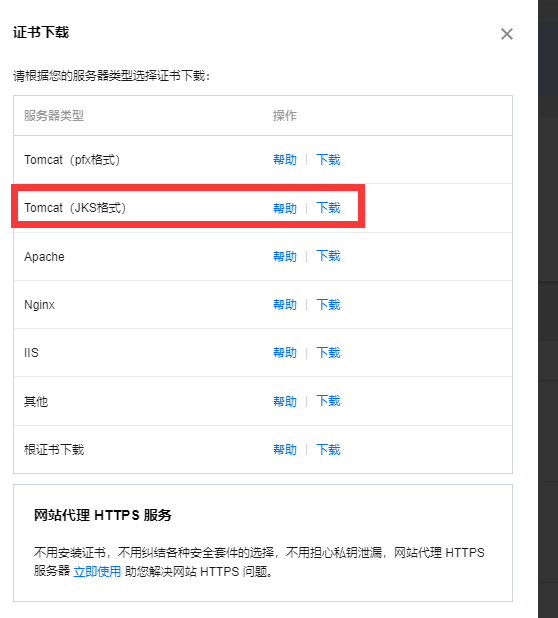 证书下载
请根据您的服务器类型选择证书下载：
服务器类型 操作
Tomcat（pfx格式） 帮助 | 下载
Tomcat（JKS格式） 帮助 | 下载
Apache 帮助 | 下载
Nginx 帮助 | 下载
IIS 帮助 | 下载
其他 帮助 | 下载
根证书下载 帮助 | 下载
网站代理 HTTPS 服务
不用安装证书，不用纠结各种安全套件的选择，不用担心私钥泄漏，网站代理 HTTPS
服务器 立即使用 助您解决网站 HTTPS 问题。